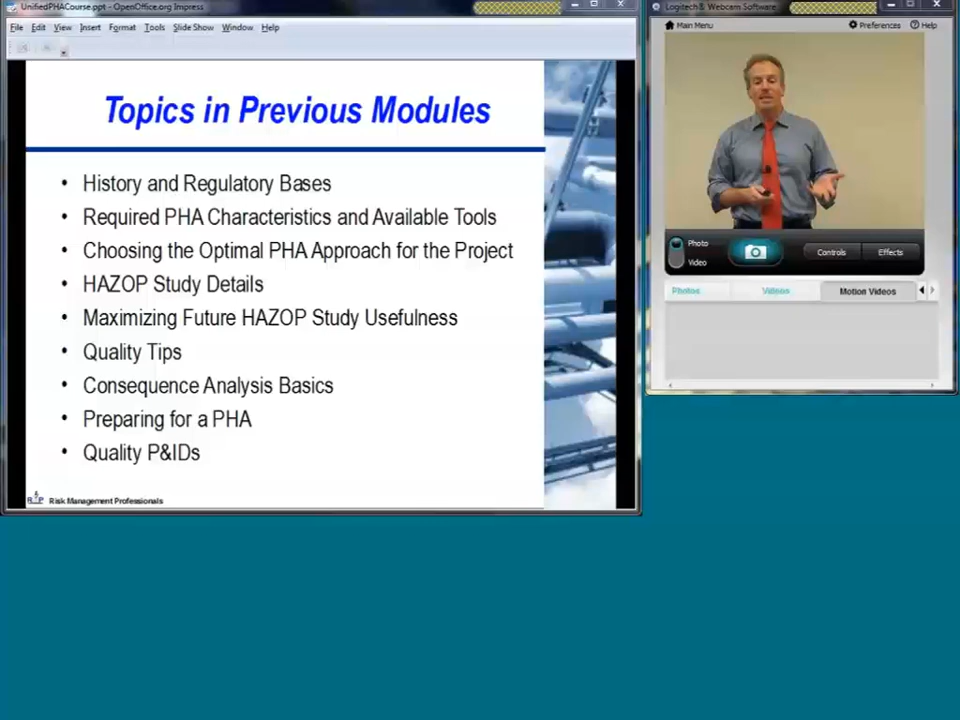 UnifiedPHACourse.ppt - OpenOffice.org Impress
File Edit View Insert Format Tools Slide Show Window Help
Topics in Previous Modules
• History and Regulatory Bases
• Required PHA Characteristics and Available Tools
• Choosing the Optimal PHA Approach for the Project
• HAZOP Study Details
• Maximizing Future HAZOP Study Usefulness
• Quality Tips
• Consequence Analysis Basics
• Preparing for a PHA
• Quality P&IDs
Risk Management Professionals
Logitech® Webcam Software
Main Menu Preferences Help
Photo
Video
Controls Effects
Photos Videos Motion Videos